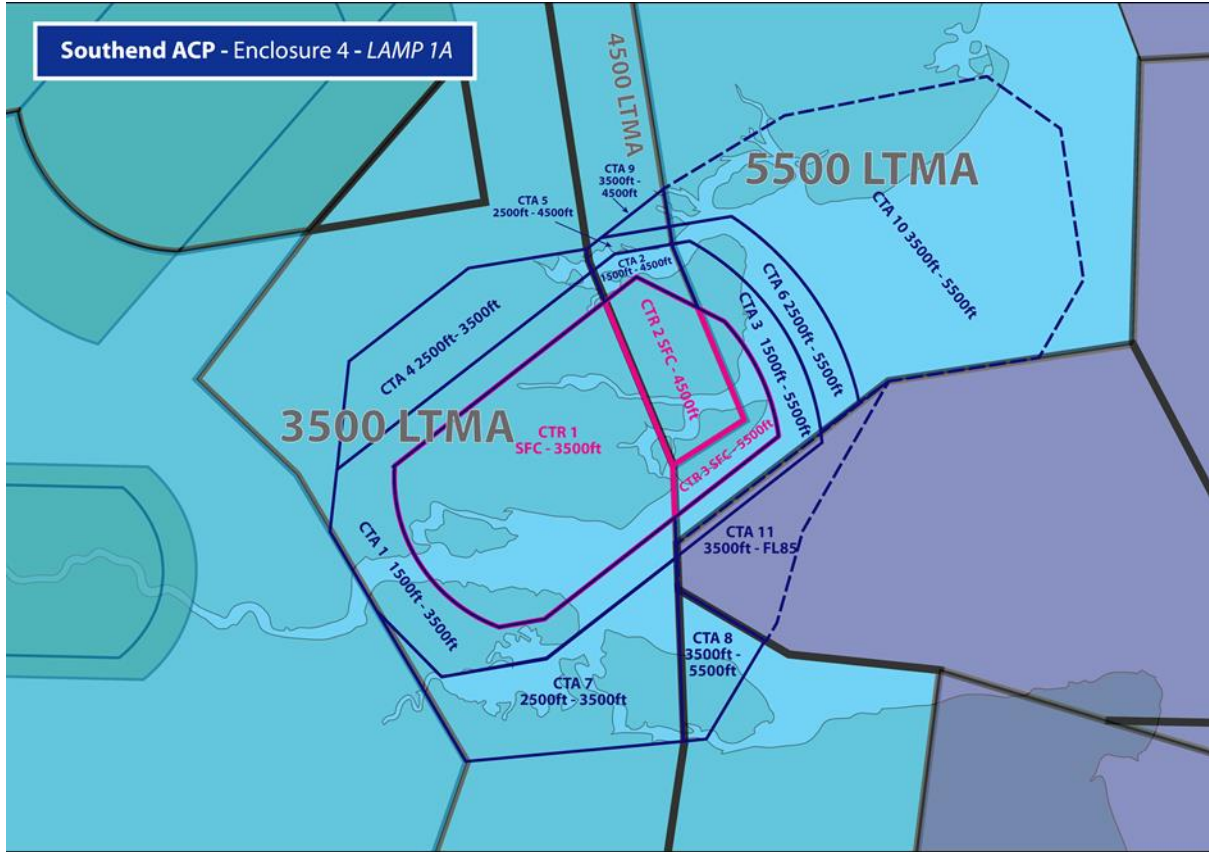 Southend ACP - Enclosure 4 - LAMP 1A
4500 LTMA
5500 LTMA
CTA 9
3500ft -
4500ft
CTA 5
2500ft - 4500ft
CTA 2
1500ft - 4500ft
CTA 10 3500ft - 5500ft
CTA 6 2500ft - 5500ft
CTA 3 1500ft - 5500ft
CTR 2 SFC - 4500ft
CTA 4 2500ft- 3500ft
3500 LTMA
CTR 1
SFC - 3500ft
CTR 3 SFC - 5500ft
CTA 11
3500ft - FL85
CTA 1 1500ft - 3500ft
CTA 8
3500ft -
5500ft
CTA 7
2500ft - 3500ft